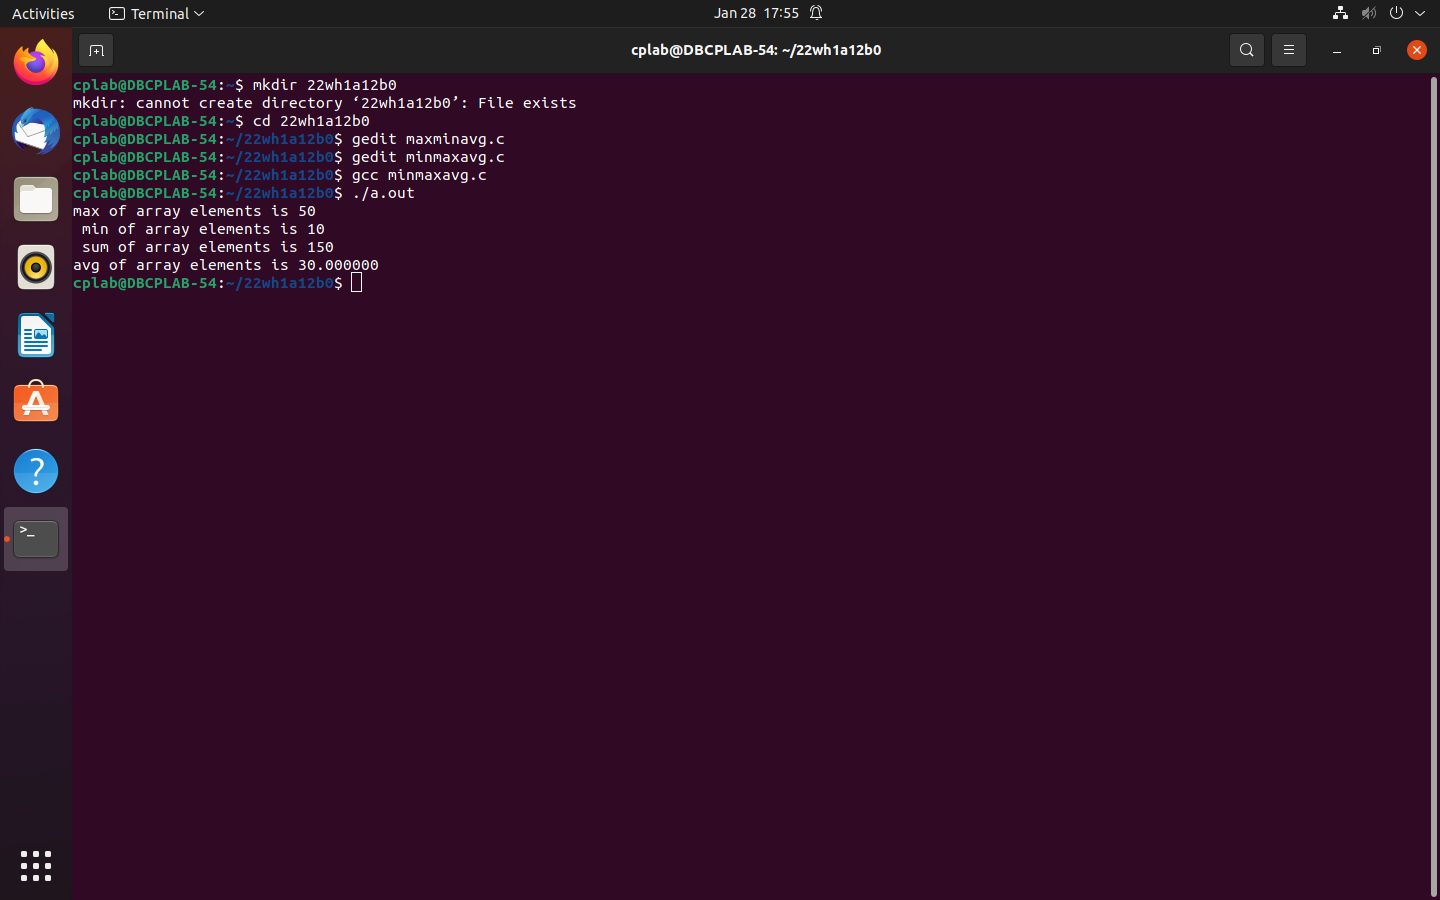 Activities
Terminal
Jan 28 17:55
cplab@DBCPLAB-54: ~/22wh1a12b0
cplab@DBCPLAB-54:~$ mkdir 22wh1a12b0
mkdir: cannot create directory ‘22wh1a12b0’: File exists
cplab@DBCPLAB-54:~$ cd 22wh1a12b0
cplab@DBCPLAB-54:~/22wh1a12b0$ gedit maxminavg.c
cplab@DBCPLAB-54:~/22wh1a12b0$ gedit minmaxavg.c
cplab@DBCPLAB-54:~/22wh1a12b0$ gcc minmaxavg.c
cplab@DBCPLAB-54:~/22wh1a12b0$ ./a.out
max of array elements is 50
 min of array elements is 10
 sum of array elements is 150
avg of array elements is 30.000000
cplab@DBCPLAB-54:~/22wh1a12b0$